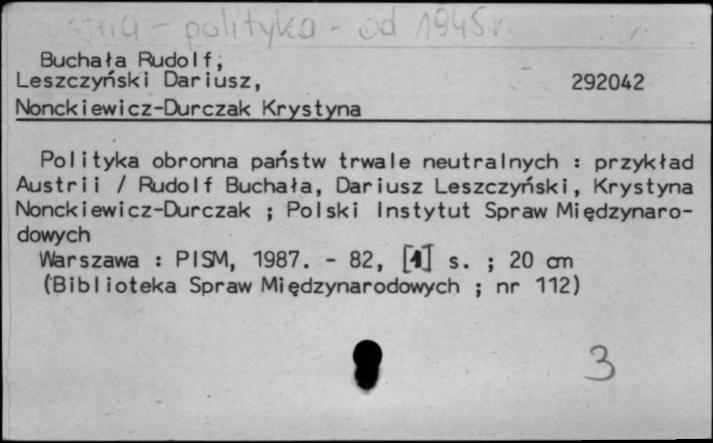 - polityka - od 1945 r.
Buchała Rudolf,
Leszczyński Dariusz,
292042
Nonckiewicz-Durczak Krystyna
Polityka obronna państw trwale neutralnych : przykład
Austrii / Rudolf Buchała, Dariusz Leszczyński, Krystyna
Nonckiewicz-Durczak ; Polski Instytut Spraw Międzynaro-
dowych
Warszawa : PISM, 1987. - 82, [1] s. ; 20 cm
(Biblioteka Spraw Międzynarodowych ; nr 112)
3